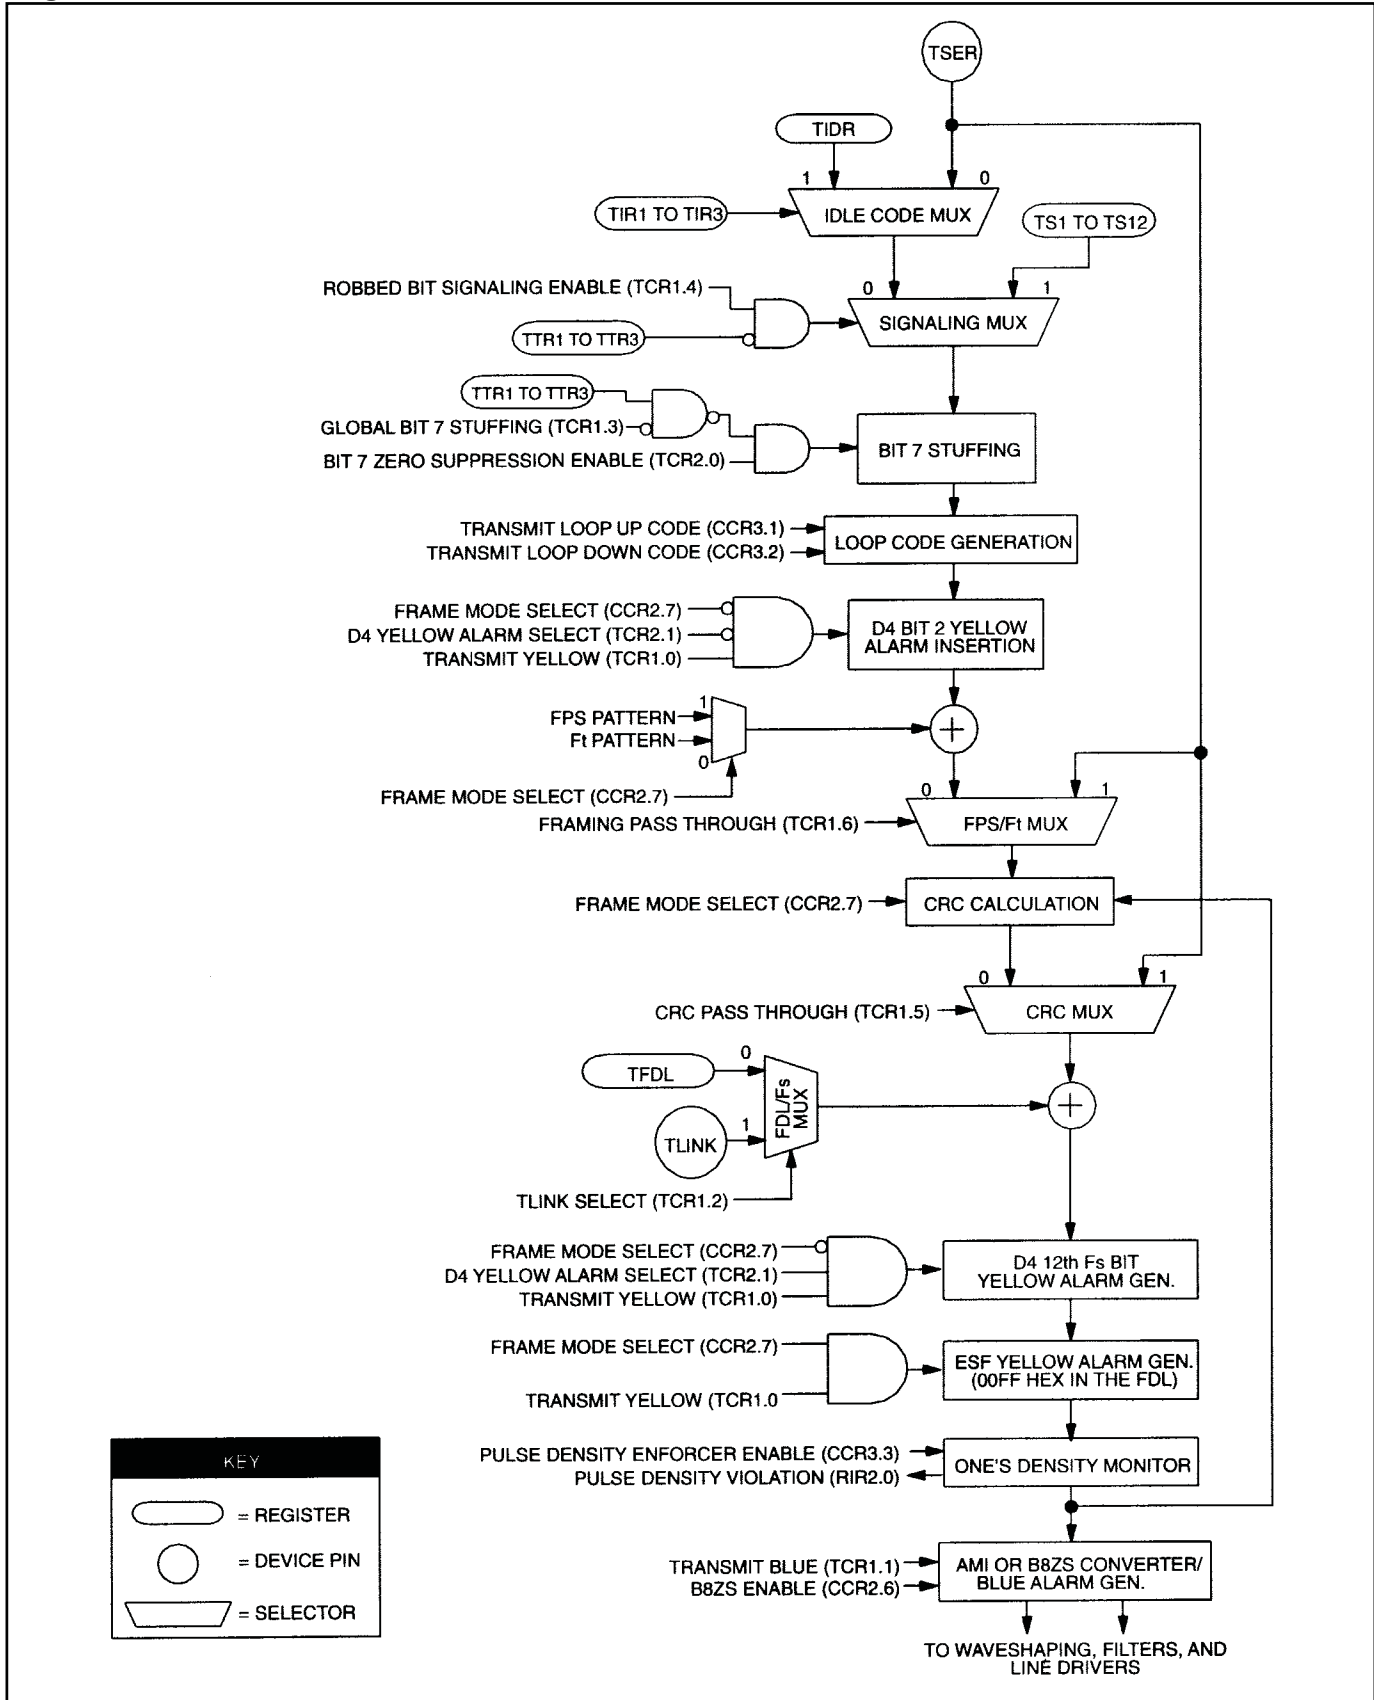 TSER
TIDR
1
0
TIR1 TO TIR3
IDLE CODE MUX
TS1 TO TS12
ROBBED BIT SIGNALING ENABLE (TCR1.4)
0
1
SIGNALING MUX
TTR1 TO TTR3
TTR1 TO TTR3
GLOBAL BIT 7 STUFFING (TCR1.3)
BIT 7 ZERO SUPPRESSION ENABLE (TCR2.0)
BIT 7 STUFFING
TRANSMIT LOOP UP CODE (CCR3.1)
TRANSMIT LOOP DOWN CODE (CCR3.2)
LOOP CODE GENERATION
FRAME MODE SELECT (CCR2.7)
D4 YELLOW ALARM SELECT (TCR2.1)
TRANSMIT YELLOW (TCR1.0)
D4 BIT 2 YELLOW
ALARM INSERTION
1
FPS PATTERN
Ft PATTERN
0
+
FRAME MODE SELECT (CCR2.7)
0
1
FRAMING PASS THROUGH (TCR1.6)
FPS/Ft MUX
FRAME MODE SELECT (CCR2.7)
CRC CALCULATION
0
1
CRC PASS THROUGH (TCR1.5)
CRC MUX
0
TFDL
FDL/Fs
MUX
1
TLINK
+
TLINK SELECT (TCR1.2)
FRAME MODE SELECT (CCR2.7)
D4 YELLOW ALARM SELECT (TCR2.1)
TRANSMIT YELLOW (TCR1.0)
D4 12th Fs BIT
YELLOW ALARM GEN.
FRAME MODE SELECT (CCR2.7)
TRANSMIT YELLOW (TCR1.0
ESF YELLOW ALARM GEN.
(00FF HEX IN THE FDL)
PULSE DENSITY ENFORCER ENABLE (CCR3.3)
PULSE DENSITY VIOLATION (RIR2.0)
ONE'S DENSITY MONITOR
TRANSMIT BLUE (TCR1.1)
B8ZS ENABLE (CCR2.6)
AMI OR B8ZS CONVERTER/
BLUE ALARM GEN.
TO WAVESHAPING, FILTERS, AND
LINE DRIVERS
KEY
= REGISTER
= DEVICE PIN
= SELECTOR